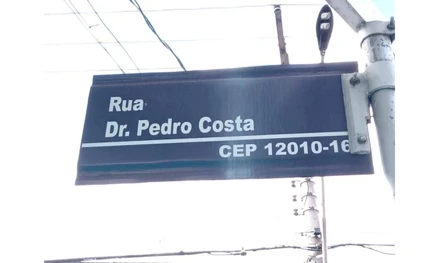 Rua
Dr. Pedro Costa
CEP 12010-16